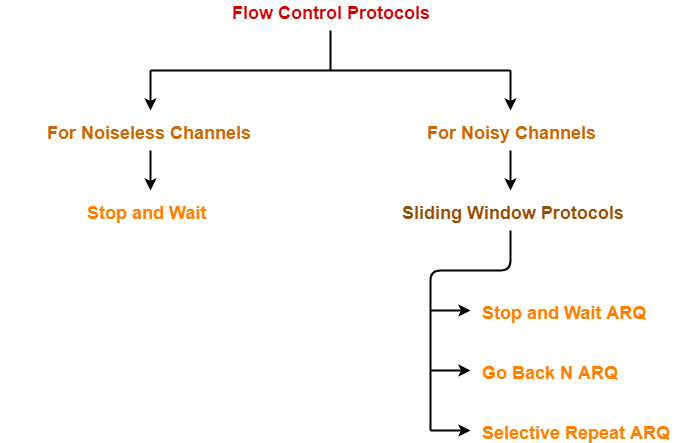 Flow Control Protocols
For Noiseless Channels
For Noisy Channels
Stop and Wait
Sliding Window Protocols
Stop and Wait ARQ
Go Back N ARQ
Selective Repeat ARQ